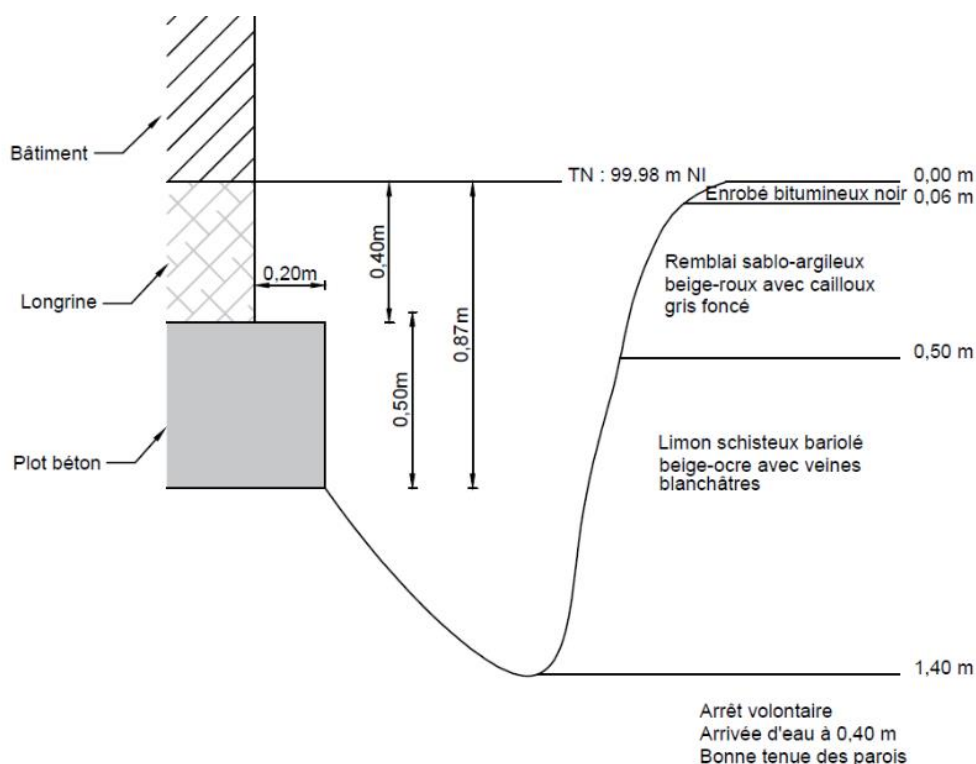 Bâtiment
TN : 99.98 m NI
0,00 m
Enrobé bitumineux noir
0,06 m
0,40m
0,20m
0,87m
Remblai sablo-argileux
beige-roux avec cailloux
gris foncé
Longrine
0,50 m
0,50m
Limon schisteux bariolé
beige-ocre avec veines
blanchâtres
Plot béton
1,40 m
Arrêt volontaire
Arrivée d'eau à 0,40 m
Bonne tenue des parois